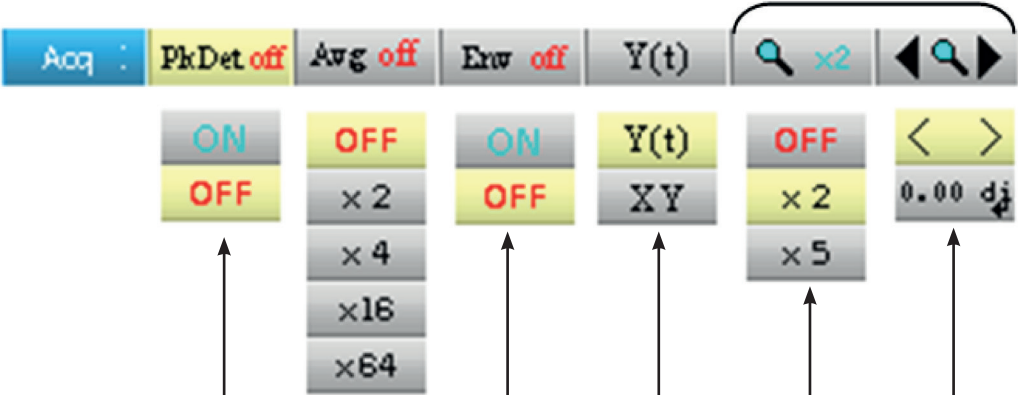 Acq : PkDet off Avg off Env off Y(t) ×2
ON OFF ON Y(t) OFF < >
OFF × 2 OFF X Y × 2 0.00 dj
× 4 × 5
×16
×64